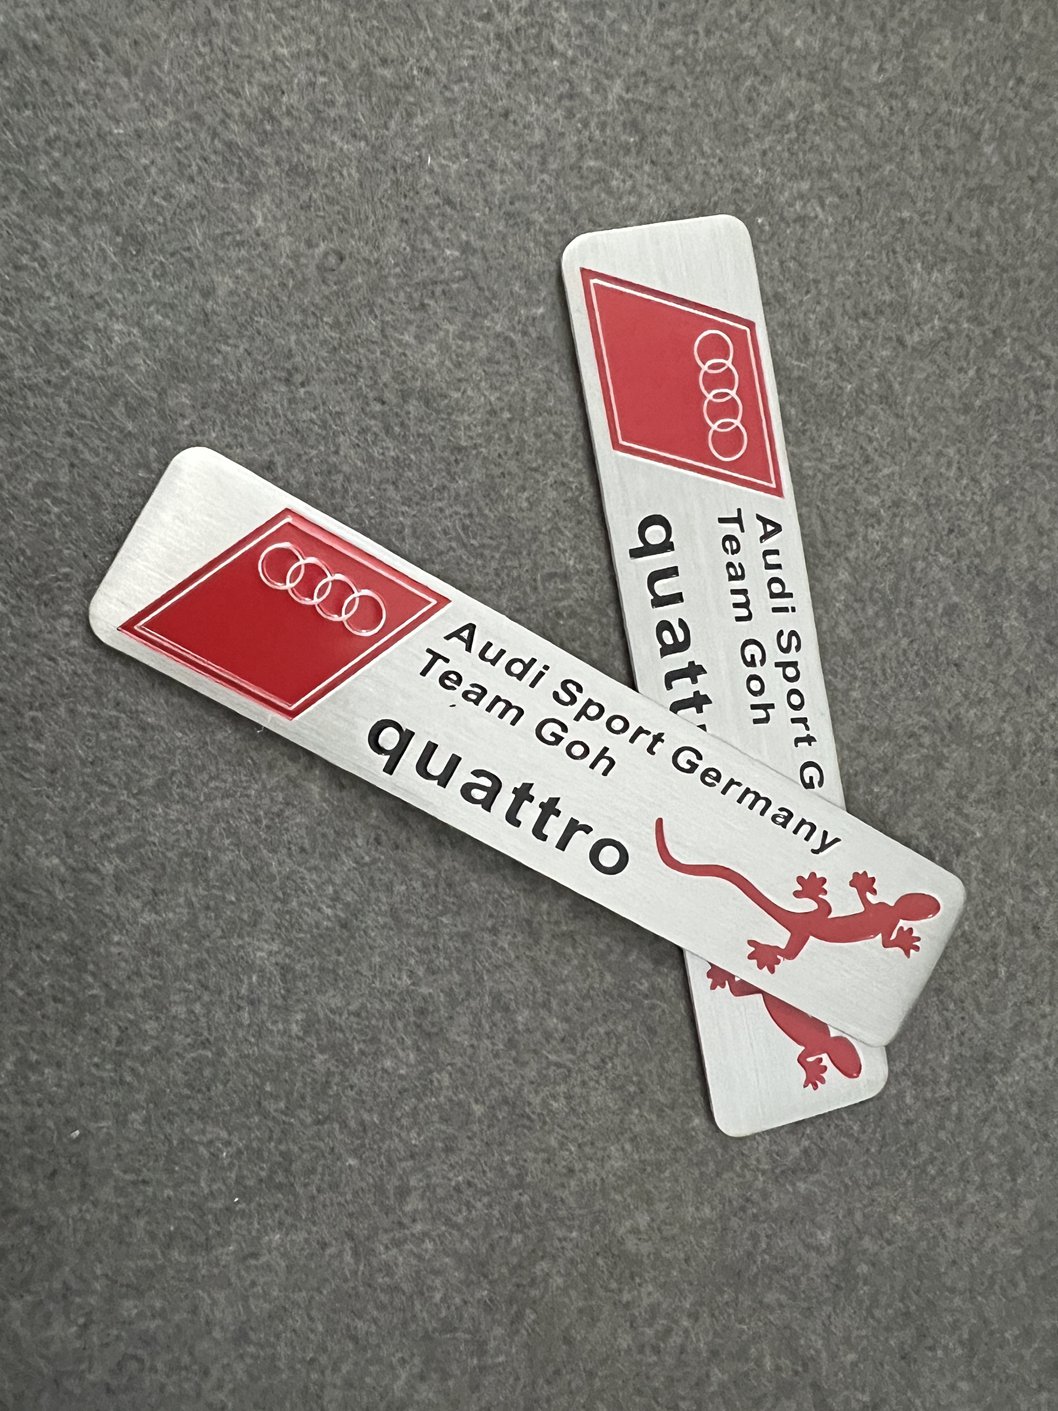 Audi Sport Germany
Team Goh
quattro
Audi Sport G
Team Goh
quatt